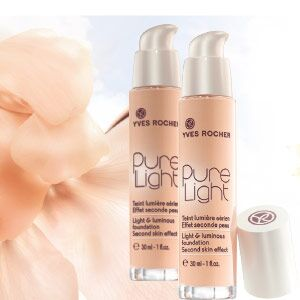 YVES ROCHER
Pure
Light
Teint lumière aérien
Effet seconde peau
Light & luminous
foundation
Second skin effect
30 ml - 1 fl.oz.
YVES ROCHER
Pure
Light
Teint lumière aérien
Effet seconde peau
Light & luminous
foundation
Second skin effect
30 ml - 1 fl.oz.